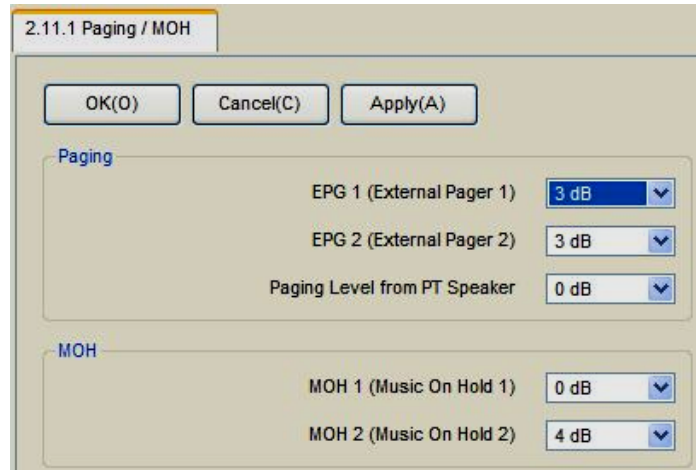 2.11.1 Paging / MOH
OK(O) Cancel(C) Apply(A)
Paging
EPG 1 (External Pager 1) 3 dB
EPG 2 (External Pager 2) 3 dB
Paging Level from PT Speaker 0 dB
MOH
MOH 1 (Music On Hold 1) 0 dB
MOH 2 (Music On Hold 2) 4 dB